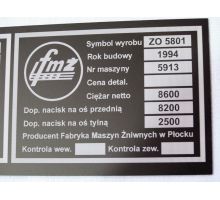 fmż
Symbol wyrobu ZO 5801
Rok budowy 1994
Nr maszyny 5913
Cena detal.
Ciężar netto 8600
Dop. nacisk na oś przednią 8200
Dop. nacisk na oś tylną 2500
Producent Fabryka Maszyn Żniwnych w Płocku
Kontrola wew. Kontrola zew.